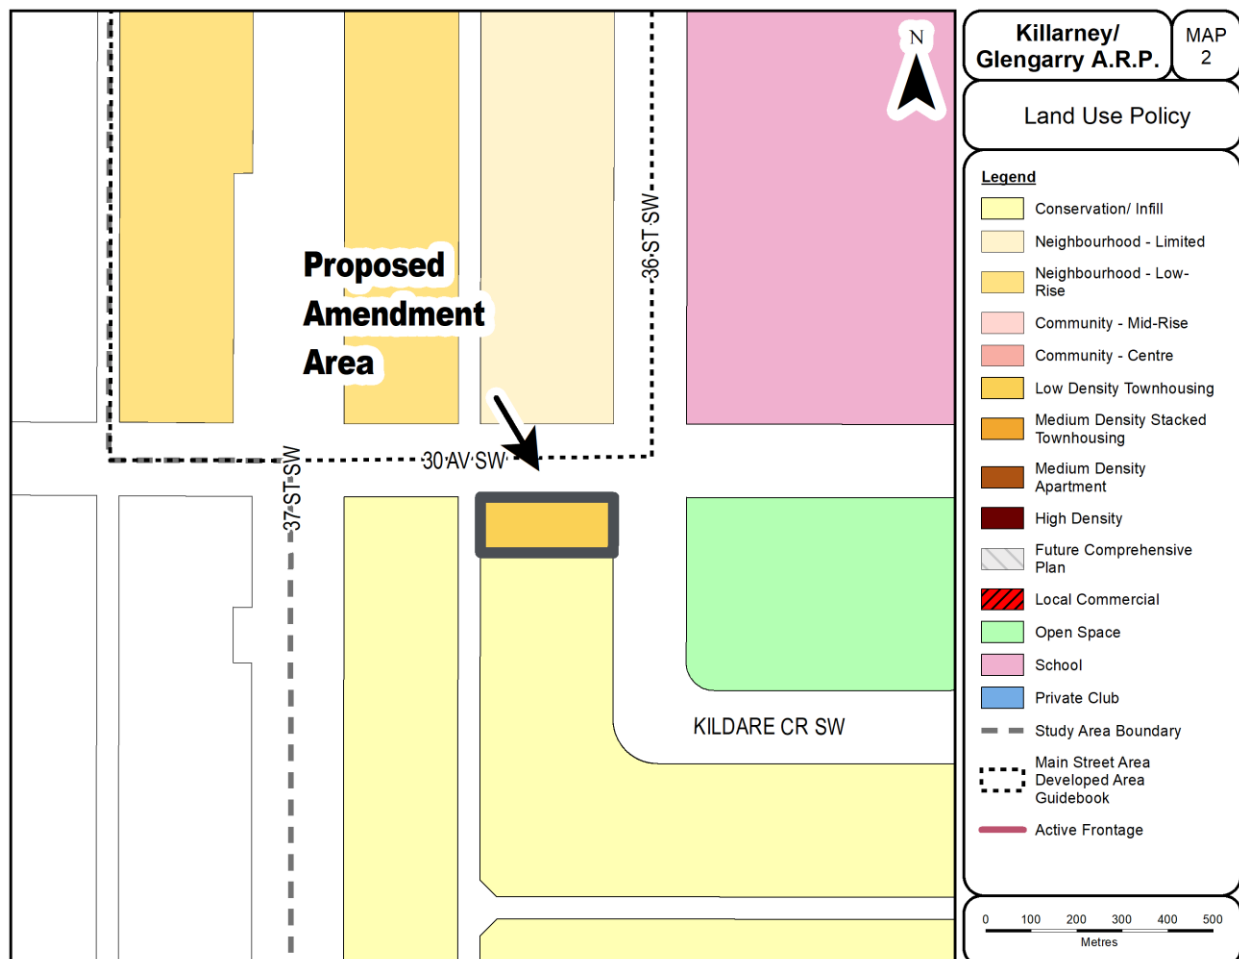 Killarney/
Glengarry A.R.P.
MAP
2
Land Use Policy
N
36 ST SW
Proposed
Amendment
Area
30 AV SW
37 ST SW
KILDARE CR SW
Legend
Conservation/ Infill
Neighbourhood - Limited
Neighbourhood - Low-
Rise
Community - Mid-Rise
Community - Centre
Low Density Townhousing
Medium Density Stacked
Townhousing
Medium Density
Apartment
High Density
Future Comprehensive
Plan
Local Commercial
Open Space
School
Private Club
Study Area Boundary
Main Street Area
Developed Area
Guidebook
Active Frontage
0 100 200 300 400 500
Metres